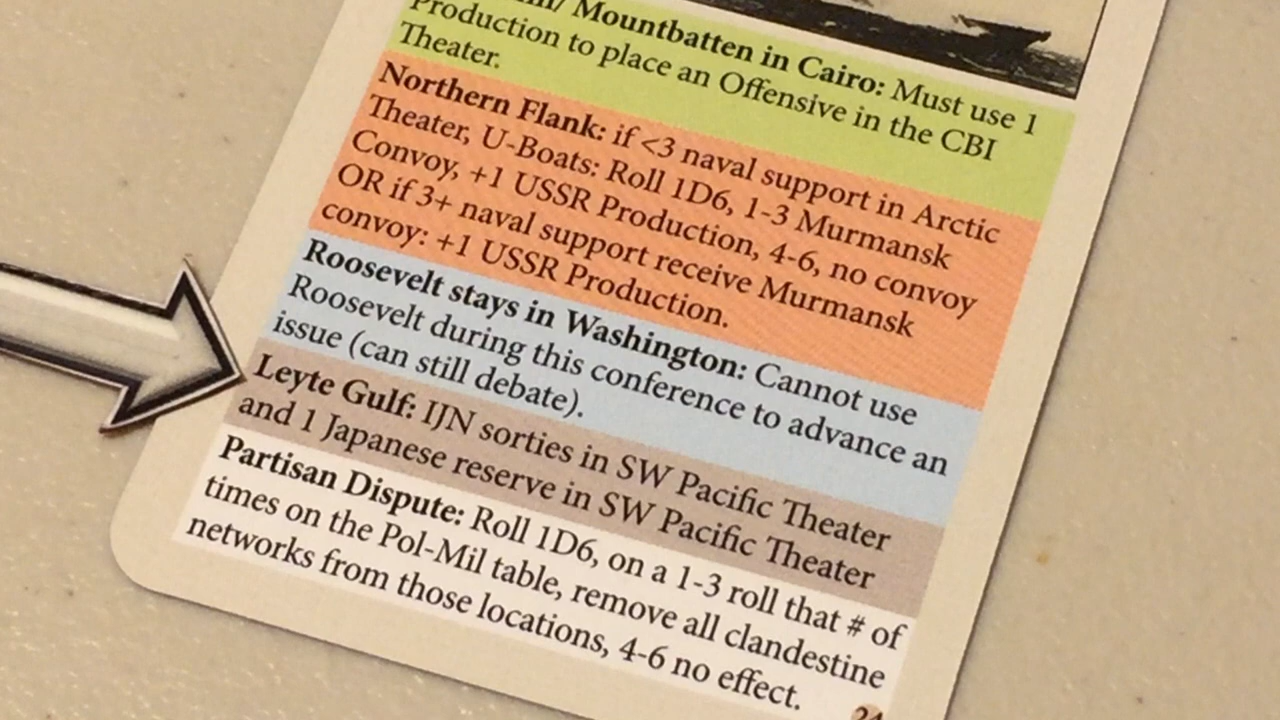 Mountbatten in Cairo: Must use 1
Production to place an Offensive in the CBI
Theater.
Northern Flank: if <3 naval support in Arctic
Theater, U-Boats: Roll 1D6, 1-3 Murmansk
Convoy, +1 USSR Production, 4-6, no convoy
OR if 3+ naval support receive Murmansk
convoy: +1 USSR Production.
Roosevelt stays in Washington: Cannot use
Roosevelt during this conference to advance an
issue (can still debate).
Leyte Gulf: IJN sorties in SW Pacific Theater
and 1 Japanese reserve in SW Pacific Theater
Partisan Dispute: Roll 1D6, on a 1-3 roll that # of
times on the Pol-Mil table, remove all clandestine
networks from those locations, 4-6 no effect.